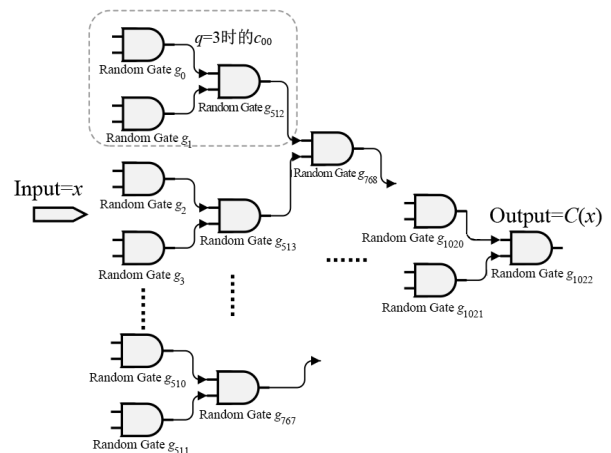 q=3时的c₀₀
Random Gate g₀
Random Gate g₅₁₂
Random Gate g₁
Random Gate g₇₆₈
Input=x
Random Gate g₂
Random Gate g₅₁₃
Random Gate g₃
Output=C(x)
Random Gate g₁₀₂₀
Random Gate g₁₀₂₂
Random Gate g₁₀₂₁
Random Gate g₅₁₀
Random Gate g₇₆₇
Random Gate g₅₁₁